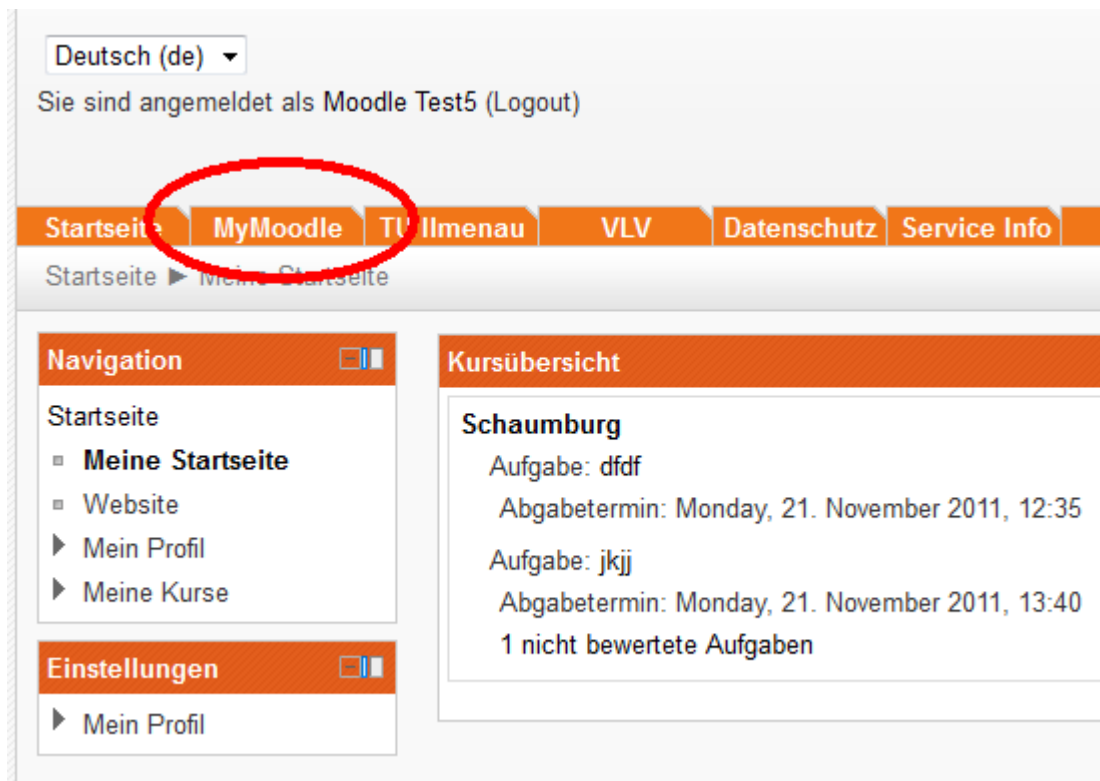 Deutsch (de)
Sie sind angemeldet als Moodle Test5 (Logout)
Startseite MyMoodle TU Ilmenau VLV Datenschutz Service Info
Startseite ► Meine Startseite
Navigation
Startseite
Meine Startseite
Website
Mein Profil
Meine Kurse
Einstellungen
Mein Profil
Kursübersicht
Schaumburg
Aufgabe: dfdf
Abgabetermin: Monday, 21. November 2011, 12:35
Aufgabe: jkjj
Abgabetermin: Monday, 21. November 2011, 13:40
1 nicht bewertete Aufgaben